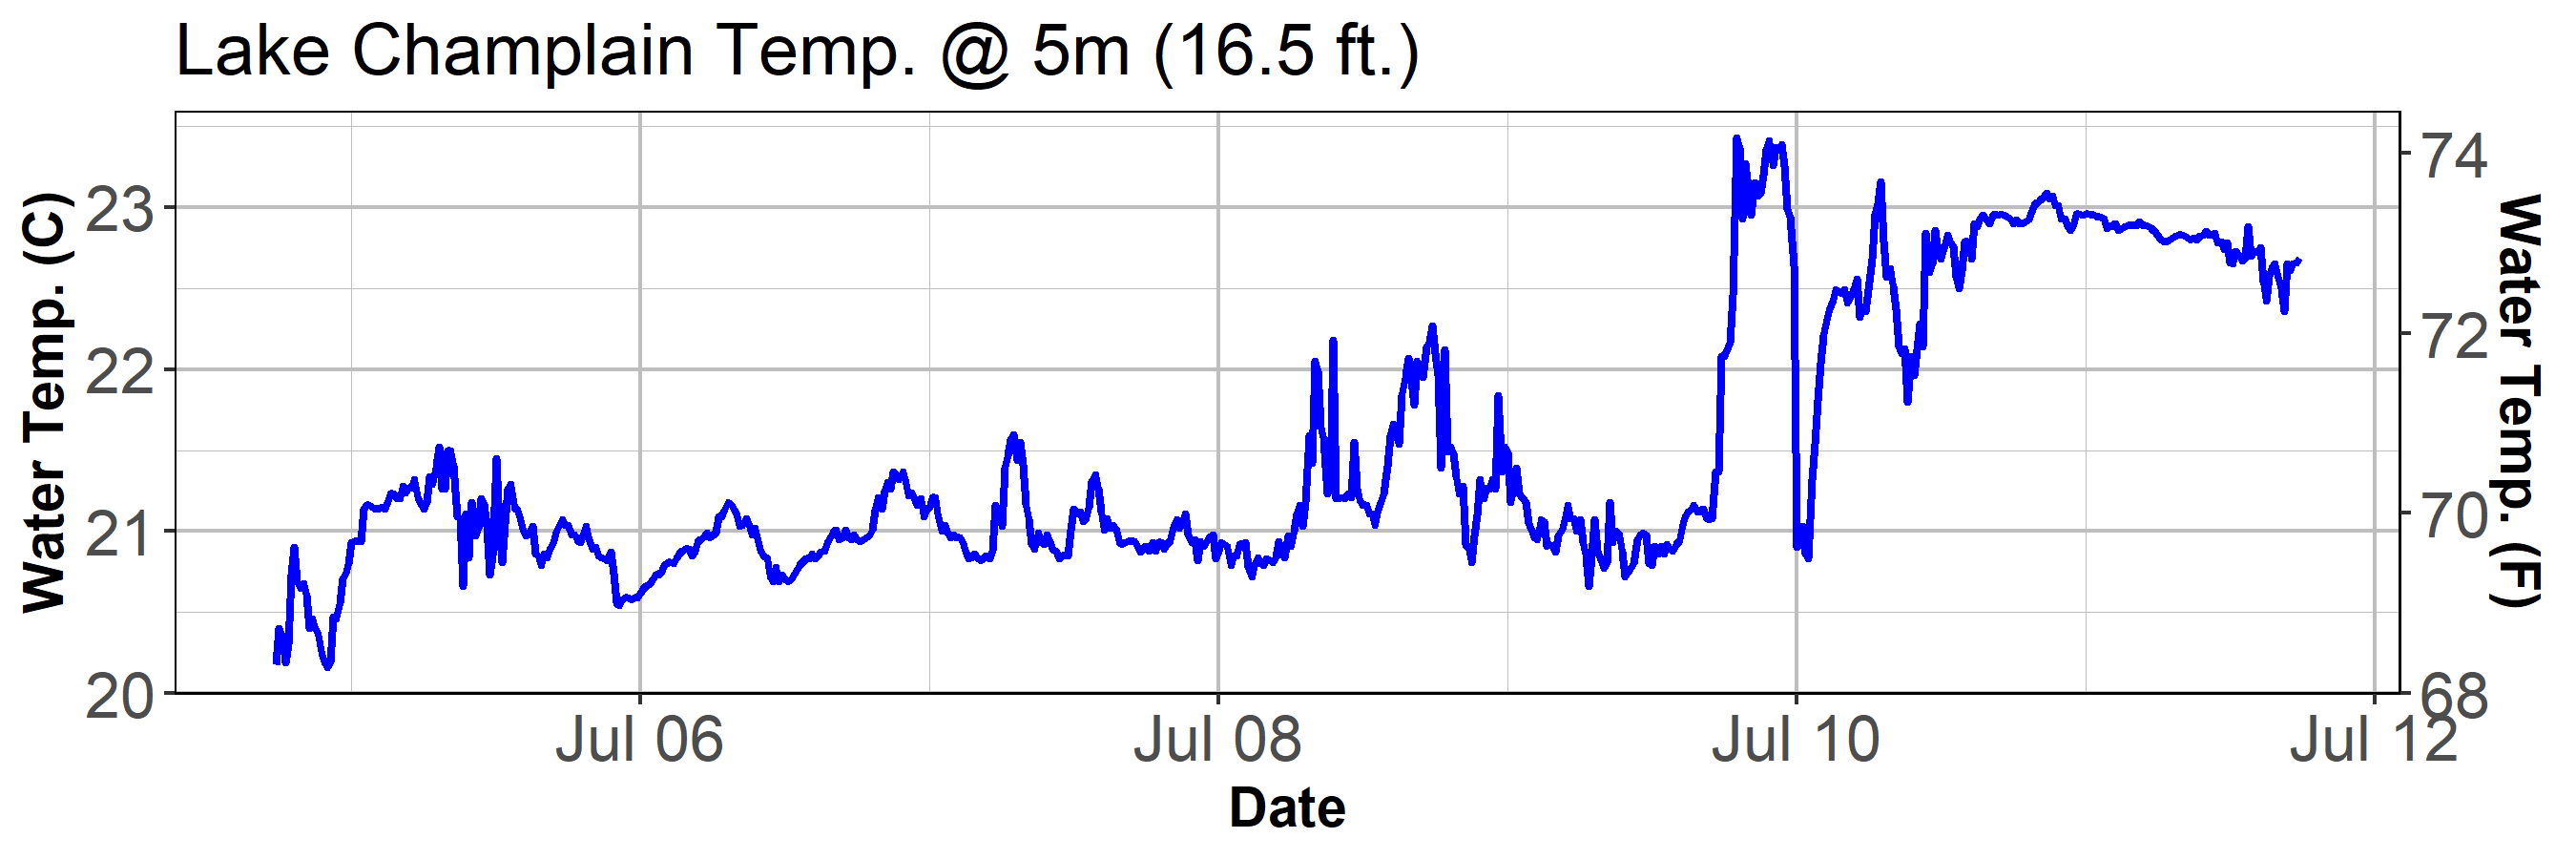 Lake Champlain Temp. @ 5m (16.5 ft.)
Water Temp. (C)
23
22
21
20
74
72
70
68
Water Temp. (F)
Jul 06 Jul 08 Jul 10 Jul 12
Date